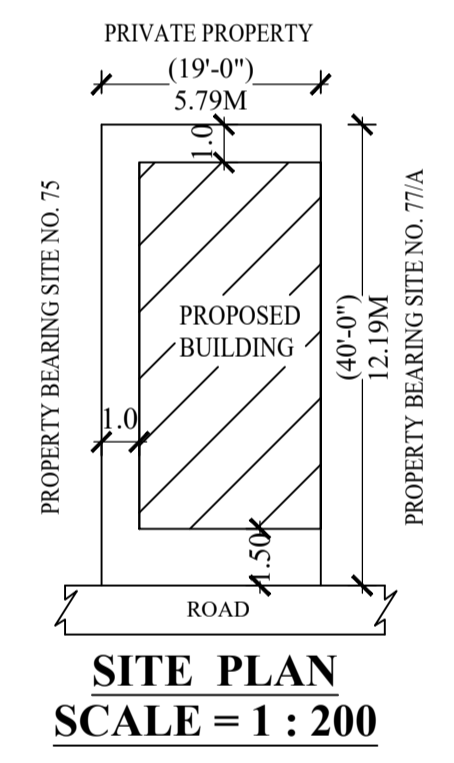 PRIVATE PROPERTY
(19'-0")
5.79M
1.0
PROPERTY BEARING SITE NO. 75
PROPERTY BEARING SITE NO. 77/A
PROPOSED
BUILDING
(40'-0")
12.19M
1.0
1.50
ROAD
SITE PLAN
SCALE = 1 : 200